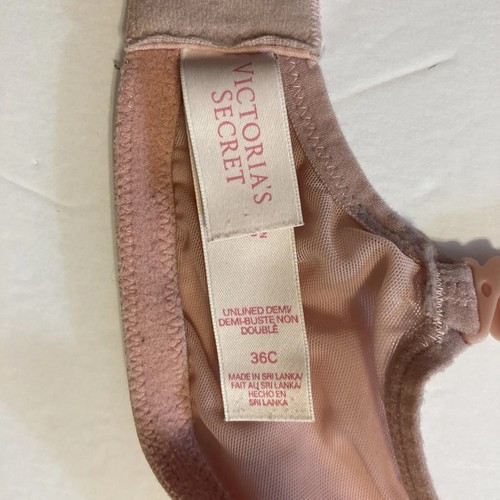 VICTORIA'S
SECRET
UNLINED DEMI/
DEMI-BUSTE NON
DOUBLÉ
36C
MADE IN SRI LANKA/
FAIT AU SRI LANKA/
HECHO EN
SRI LANKA